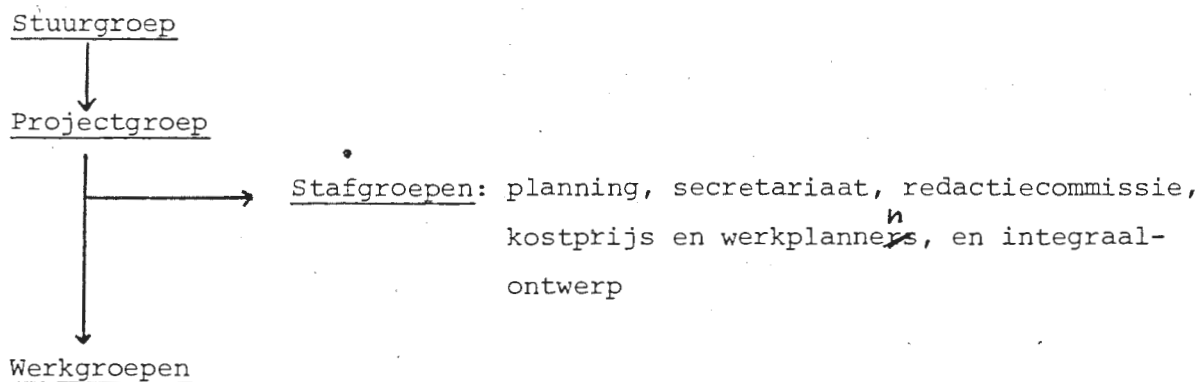 Stuurgroep
Projectgroep
Stafgroepen: planning, secretariaat, redactiecommissie,
kostprijs en werkplannen, en integraal-
ontwerp
Werkgroepen